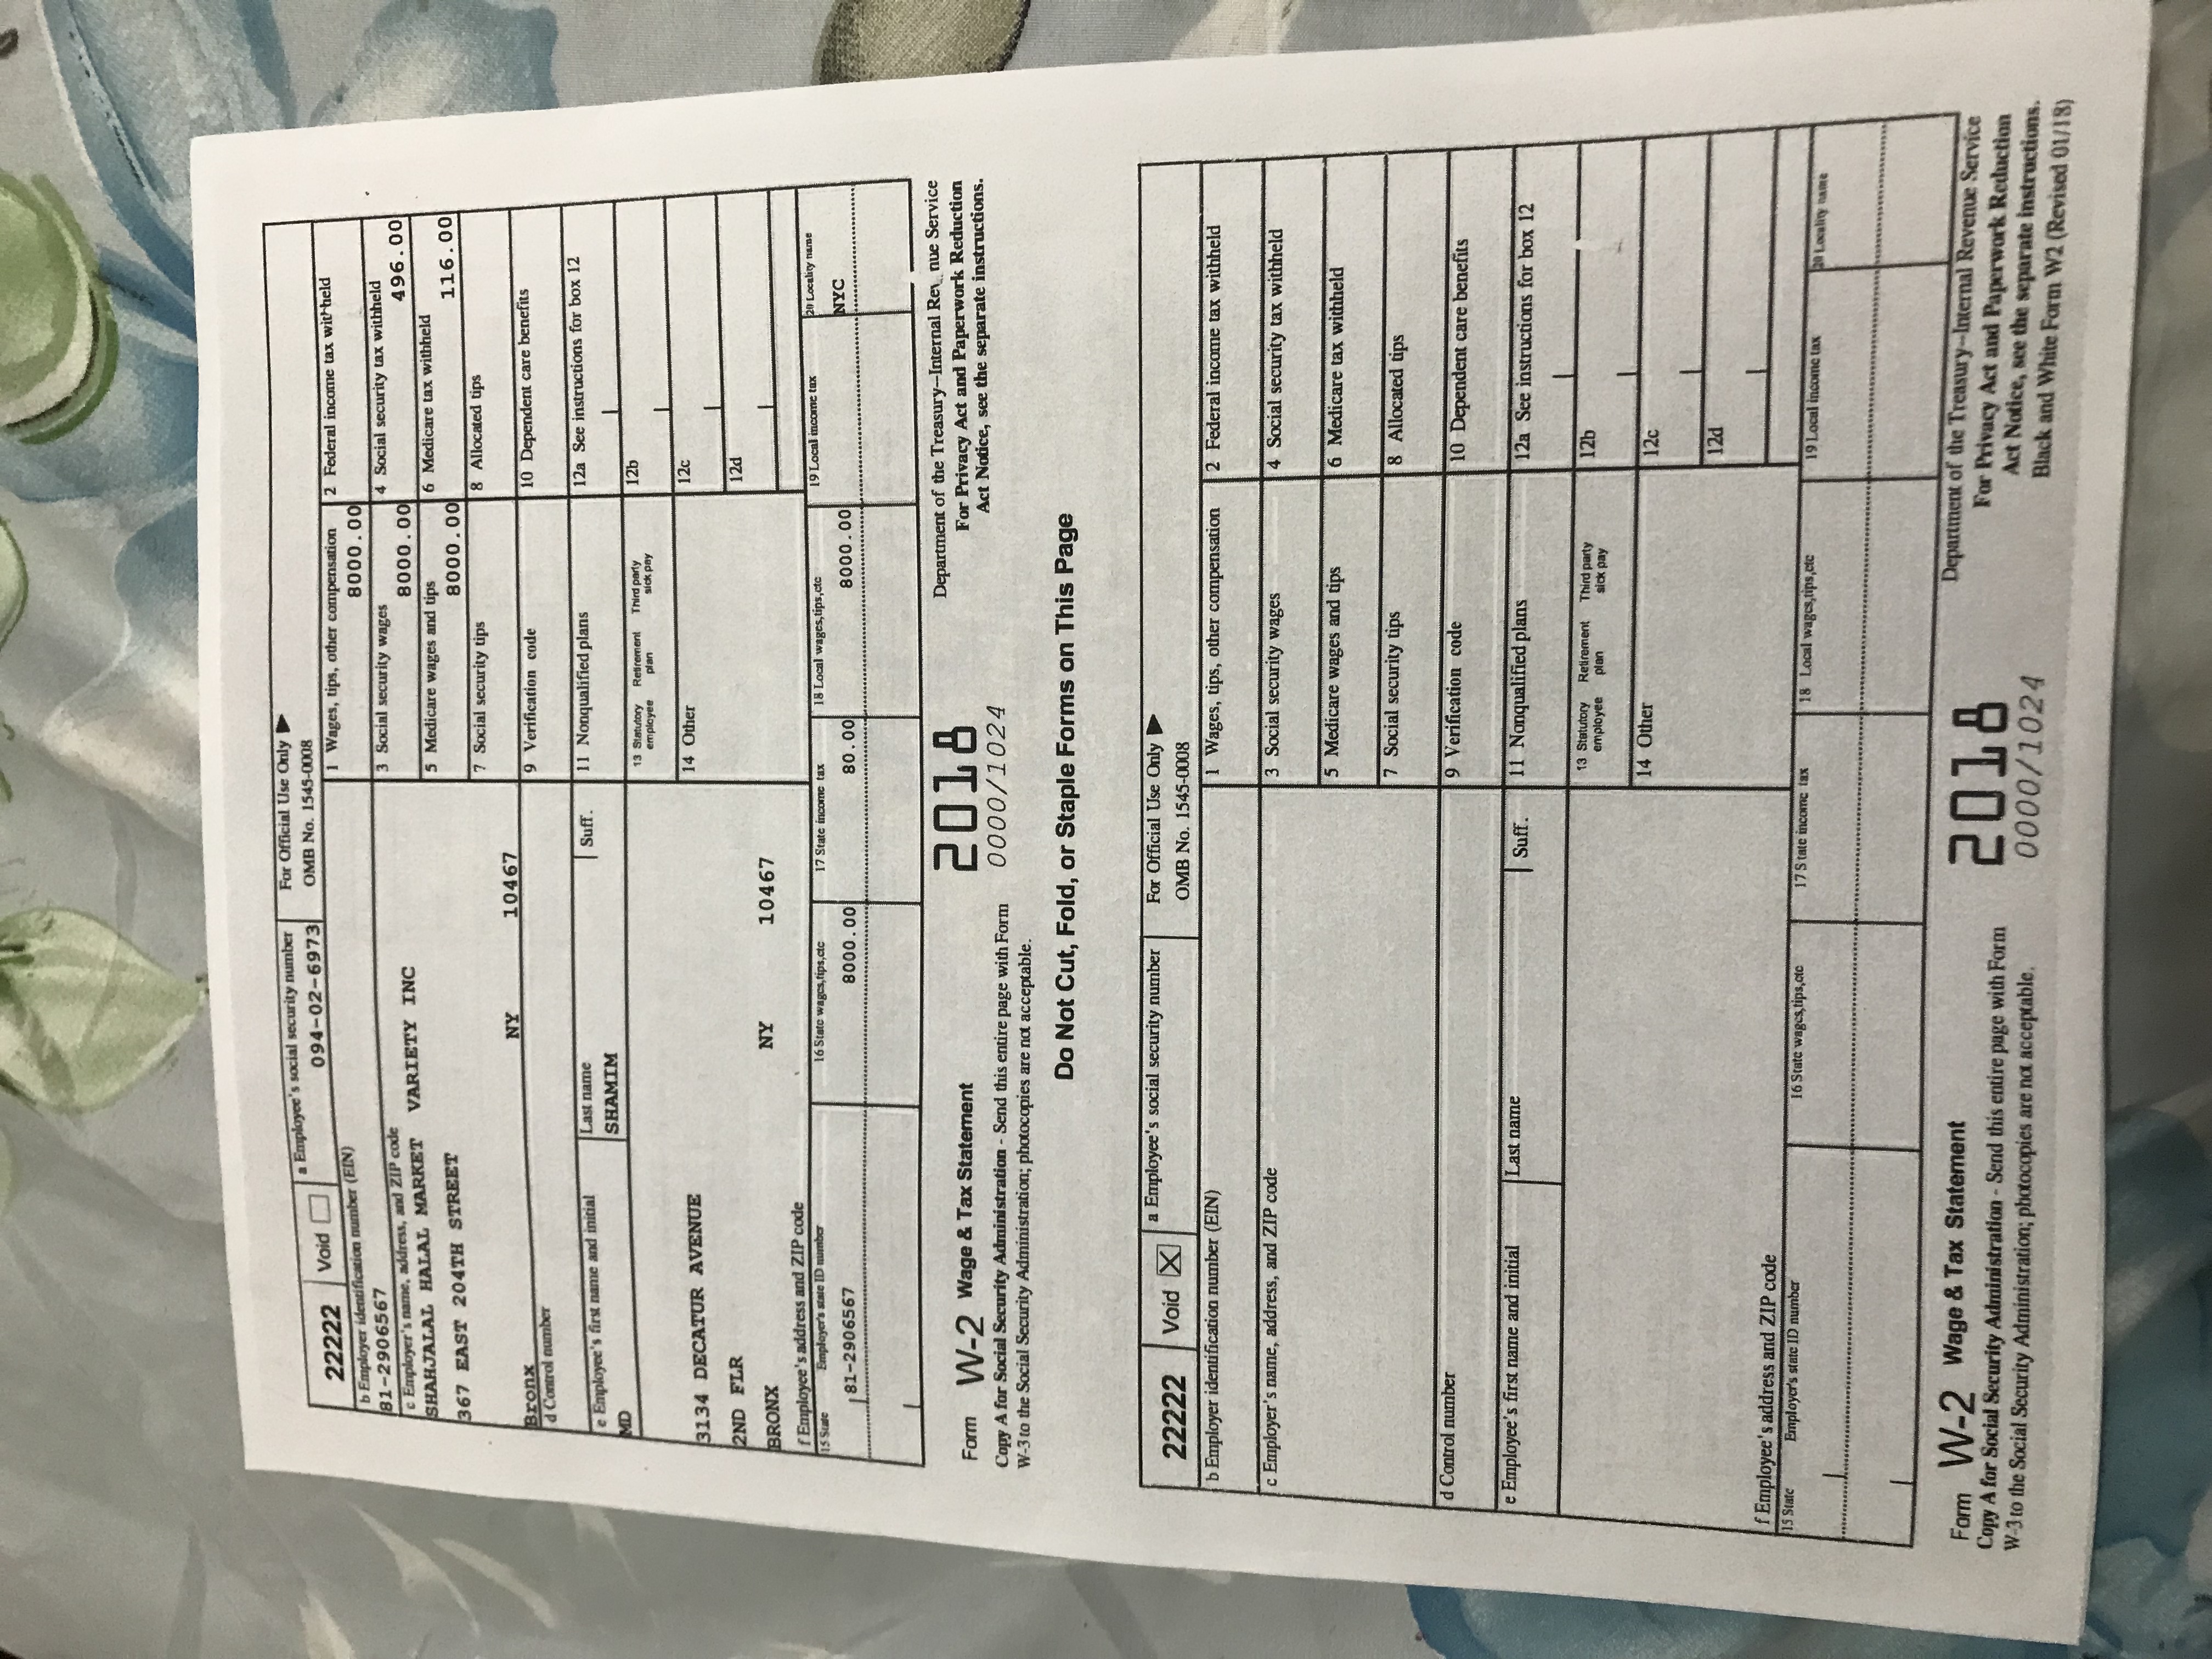 22222 Void a Employee's social security number 094-02-6973 For Official Use Only ▶ OMB No. 1545-0008
b Employer identification number (EIN)
81-2906567
1 Wages, tips, other compensation 8000.00
2 Federal income tax withheld
c Employer's name, address, and ZIP code
SHAHJALAL HALAL MARKET VARIETY INC
367 EAST 204TH STREET
Bronx NY 10467
3 Social security wages 8000.00
4 Social security tax withheld 496.00
5 Medicare wages and tips 8000.00
6 Medicare tax withheld 116.00
7 Social security tips
8 Allocated tips
d Control number
9 Verification code
10 Dependent care benefits
e Employee's first name and initial
MD
Last name
SHAMIM
Suff.
11 Nonqualified plans
12a See instructions for box 12
13 Statutory employee Retirement plan Third party sick pay
12b
14 Other
12c
12d
3134 DECATUR AVENUE
2ND FLR
BRONX NY 10467
f Employee's address and ZIP code
15 State Employer's state ID number 16 State wages,tips,etc 17 State income tax 18 Local wages,tips,etc 19 Local income tax 20 Locality name
81-2906567 8000.00 80.00 8000.00 NYC
Form W-2 Wage & Tax Statement 2018 Department of the Treasury--Internal Revenue Service
0000/1024 For Privacy Act and Paperwork Reduction
Copy A for Social Security Administration - Send this entire page with Form Act Notice, see the separate instructions.
W-3 to the Social Security Administration; photocopies are not acceptable.
Do Not Cut, Fold, or Staple Forms on This Page
22222 Void ☒ a Employee's social security number For Official Use Only ▶ OMB No. 1545-0008
b Employer identification number (EIN)
1 Wages, tips, other compensation
2 Federal income tax withheld
c Employer's name, address, and ZIP code
3 Social security wages
4 Social security tax withheld
5 Medicare wages and tips
6 Medicare tax withheld
7 Social security tips
8 Allocated tips
d Control number
9 Verification code
10 Dependent care benefits
e Employee's first name and initial Last name Suff.
11 Nonqualified plans
12a See instructions for box 12
13 Statutory employee Retirement plan Third party sick pay
12b
14 Other
12c
12d
f Employee's address and ZIP code
15 State Employer's state ID number 16 State wages,tips,etc 17 State income tax 18 Local wages,tips,etc 19 Local income tax 20 Locality name
Form W-2 Wage & Tax Statement 2018 Department of the Treasury--Internal Revenue Service
Copy A for Social Security Administration - Send this entire page with Form 0000/1024 For Privacy Act and Paperwork Reduction
W-3 to the Social Security Administration; photocopies are not acceptable. Act Notice, see the separate instructions.
Black and White Form W2 (Revised 01/18)